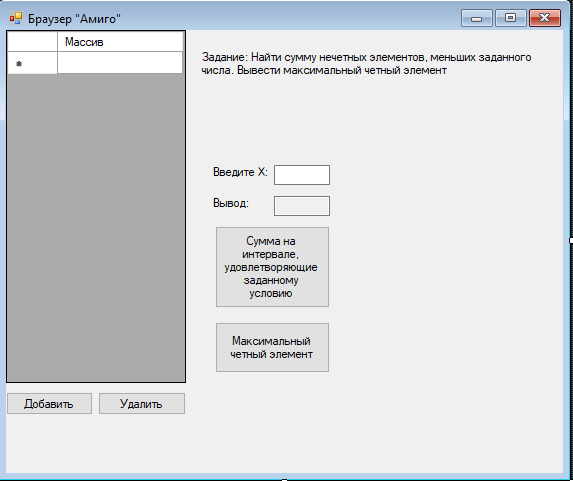 Браузер "Амиго"
Массив
Задание: Найти сумму нечетных элементов, меньших заданного
числа. Вывести максимальный четный элемент
Введите X:
Вывод:
Сумма на
интервале,
удовлетворяющие
заданному
условию
Максимальный
четный элемент
Добавить
Удалить